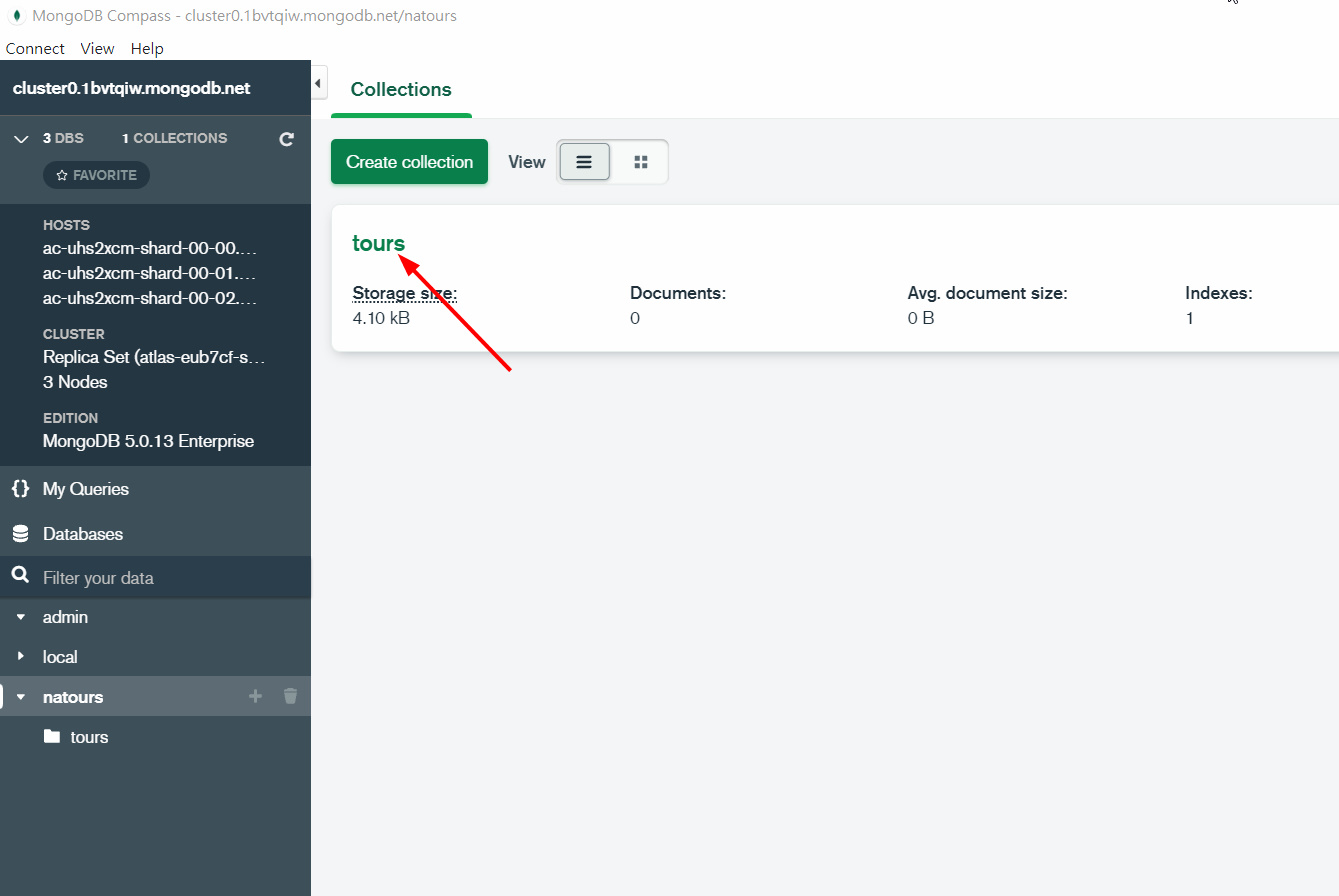 MongoDB Compass - cluster0.1bvtqiw.mongodb.net/natours
Connect View Help
cluster0.1bvtqiw.mongodb.net
3 DBS 1 COLLECTIONS
FAVORITE
HOSTS
ac-uhs2xcm-shard-00-00....
ac-uhs2xcm-shard-00-01....
ac-uhs2xcm-shard-00-02....
CLUSTER
Replica Set (atlas-eub7cf-s...
3 Nodes
EDITION
MongoDB 5.0.13 Enterprise
{} My Queries
Databases
Filter your data
admin
local
natours
tours
Collections
Create collection View
tours
Storage size: Documents: Avg. document size: Indexes:
4.10 kB 0 0 B 1